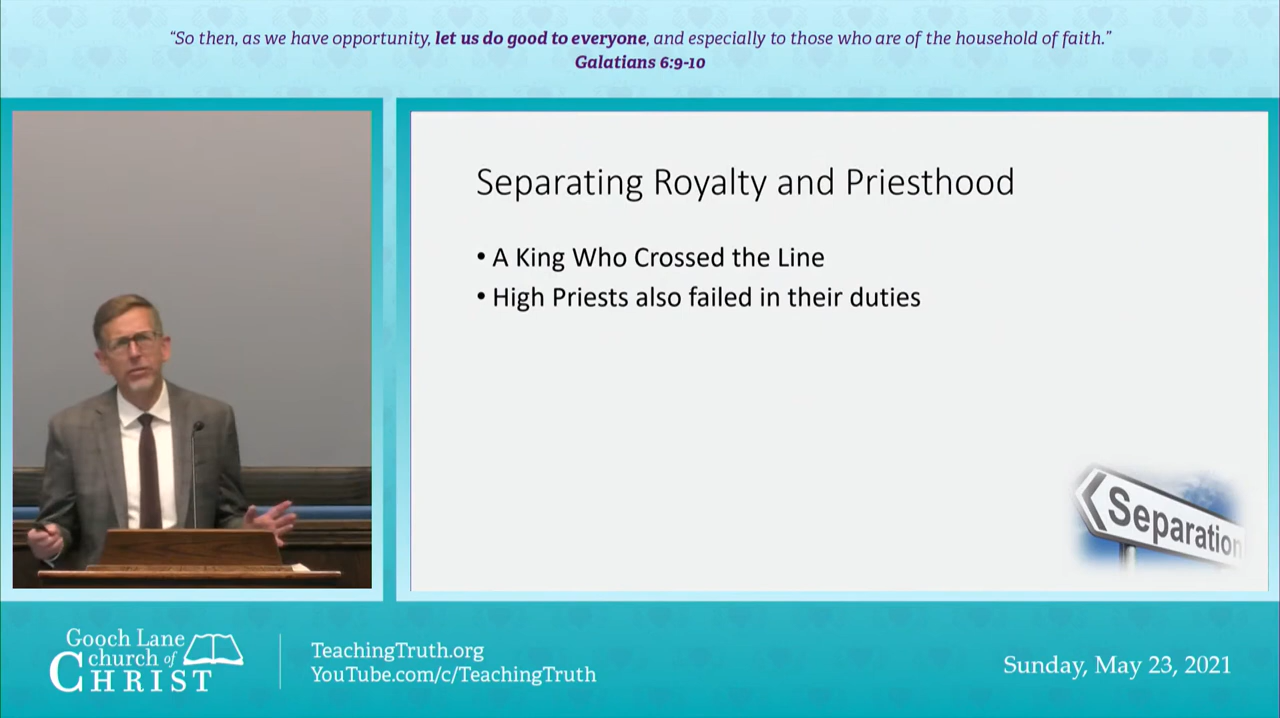 “So then, as we have opportunity, let us do good to everyone, and especially to those who are of the household of faith.”
Galatians 6:9-10
Separating Royalty and Priesthood
• A King Who Crossed the Line
• High Priests also failed in their duties
Separation
Gooch Lane
church of
CHRIST
TeachingTruth.org
YouTube.com/c/TeachingTruth
Sunday, May 23, 2021